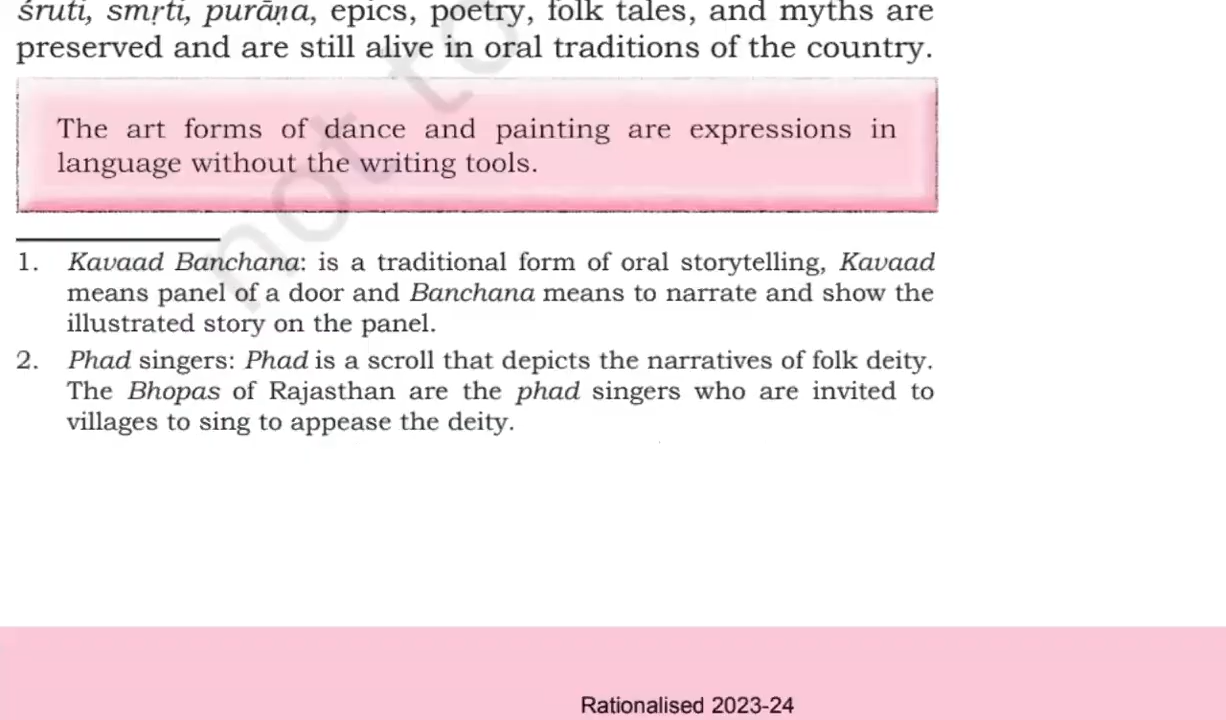 śruti, smṛti, purāṇa, epics, poetry, folk tales, and myths are
preserved and are still alive in oral traditions of the country.
The art forms of dance and painting are expressions in
language without the writing tools.
1. Kavaad Banchana: is a traditional form of oral storytelling, Kavaad
means panel of a door and Banchana means to narrate and show the
illustrated story on the panel.
2. Phad singers: Phad is a scroll that depicts the narratives of folk deity.
The Bhopas of Rajasthan are the phad singers who are invited to
villages to sing to appease the deity.
not to
Rationalised 2023-24